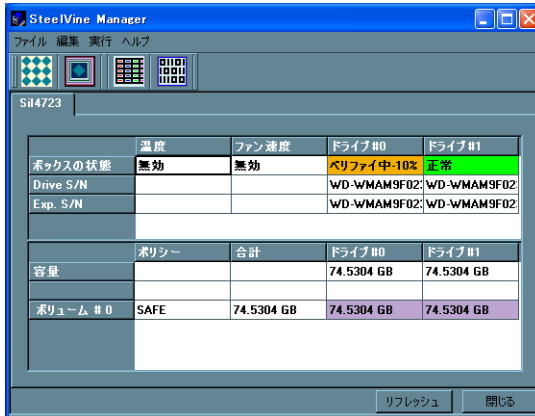 SteelVine Manager
ファイル 編集 実行 ヘルプ
SiI4723
温度 ファン速度 ドライブ#0 ドライブ#1
ボックスの状態 無効 無効 ベリファイ中-10% 正常
Drive S/N WD-WMAM9F02 WD-WMAM9F02
Exp. S/N WD-WMAM9F02 WD-WMAM9F02
ポリシー 合計 ドライブ#0 ドライブ#1
容量 74.5304 GB 74.5304 GB
ボリューム #0 SAFE 74.5304 GB 74.5304 GB 74.5304 GB
リフレッシュ 閉じる